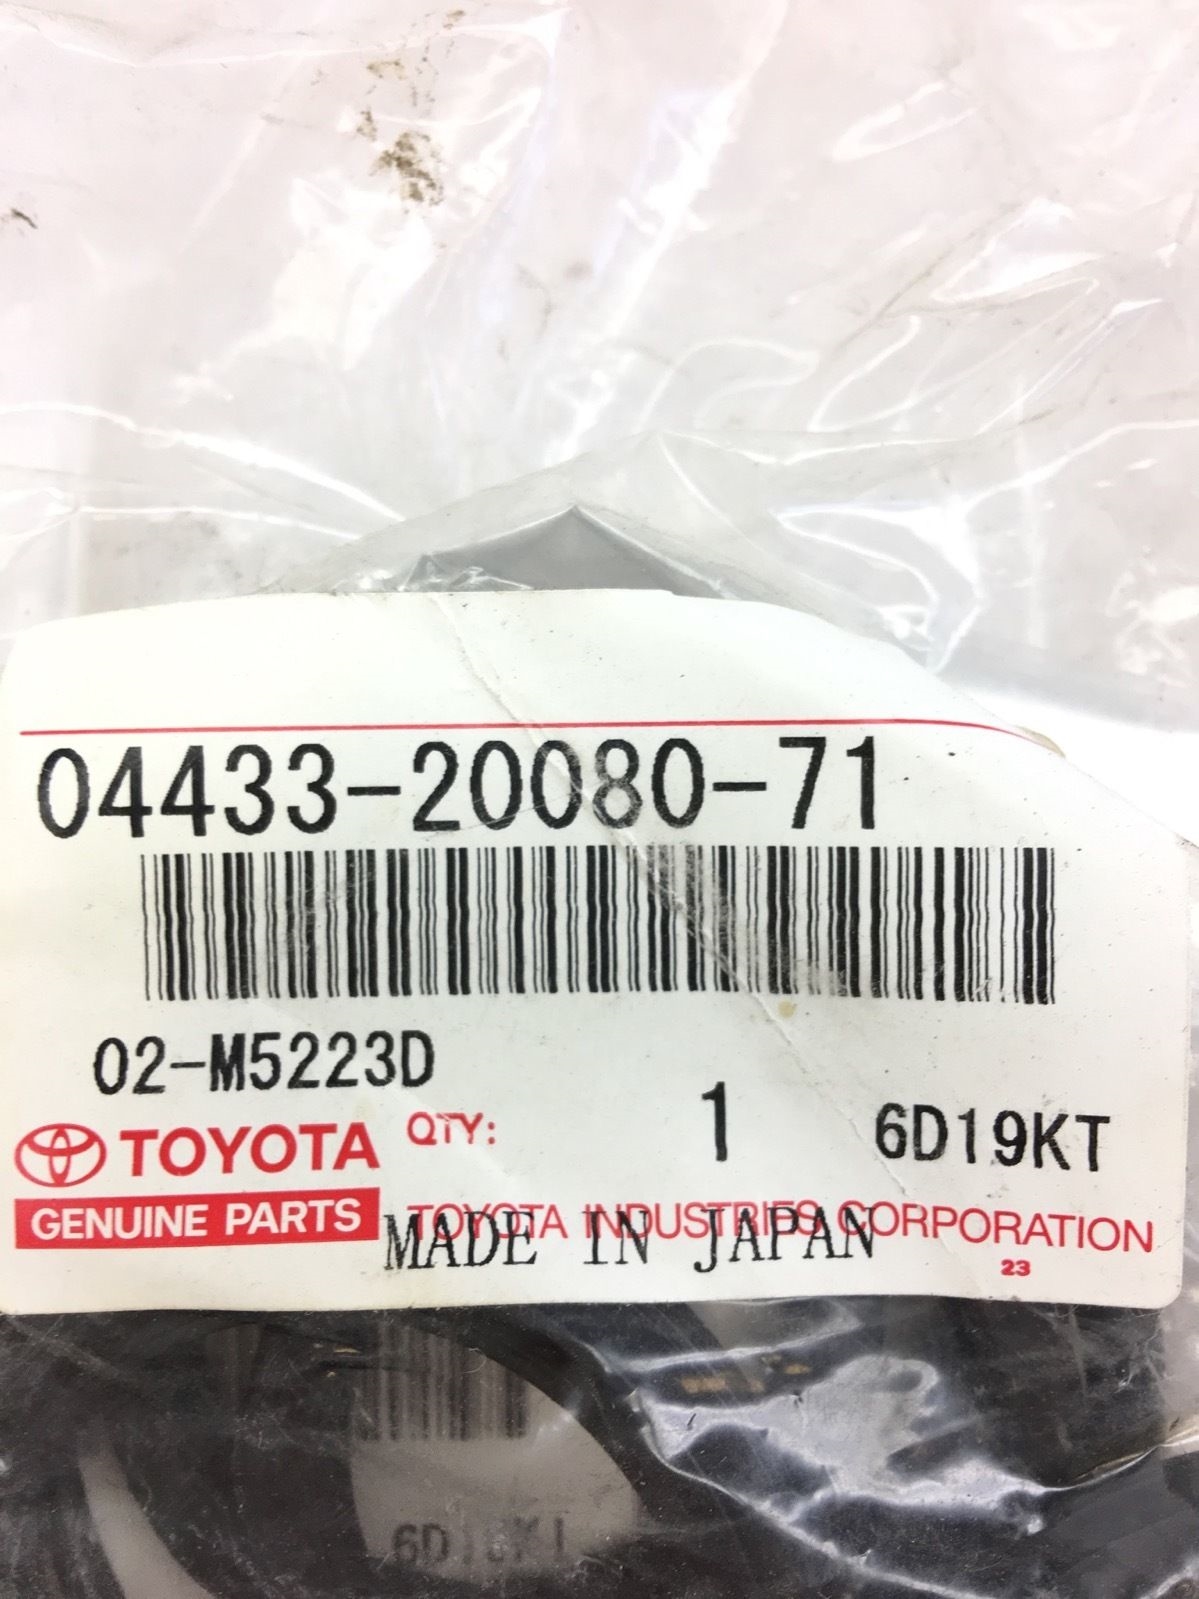 04433-20080-71
02-M5223D
TOYOTA QTY: 1 6D19KT
GENUINE PARTS TOYOTA INDUSTRIES CORPORATION
MADE IN JAPAN
23